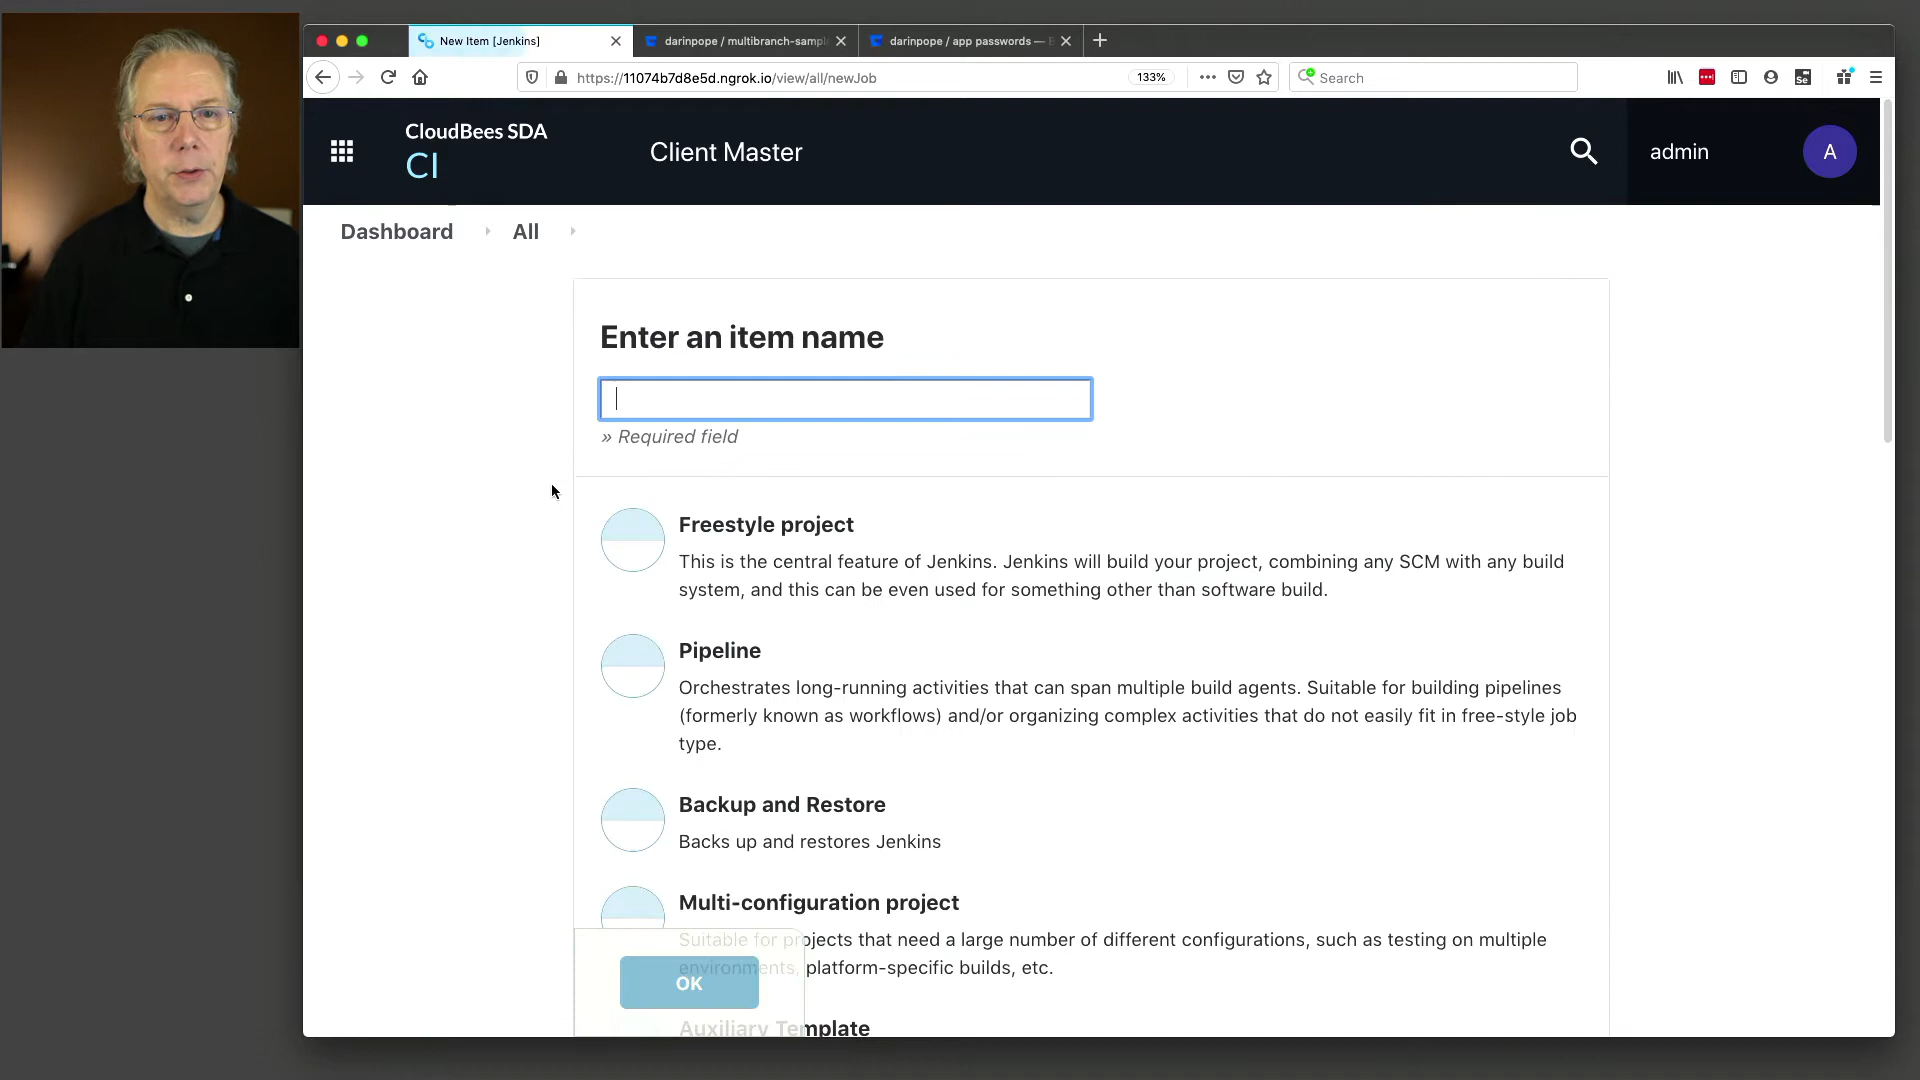 New Item [Jenkins]
darinpope / multibranch-sampl
darinpope / app passwords —
https://11074b7d8e5d.ngrok.io/view/all/newJob
133%
Search
CloudBees SDA
CI
Client Master
admin
A
Dashboard
All
Enter an item name
» Required field
Freestyle project
This is the central feature of Jenkins. Jenkins will build your project, combining any SCM with any build
system, and this can be even used for something other than software build.
Pipeline
Orchestrates long-running activities that can span multiple build agents. Suitable for building pipelines
(formerly known as workflows) and/or organizing complex activities that do not easily fit in free-style job
type.
Backup and Restore
Backs up and restores Jenkins
Multi-configuration project
Suitable for projects that need a large number of different configurations, such as testing on multiple
environments, platform-specific builds, etc.
OK
Auxiliary Template